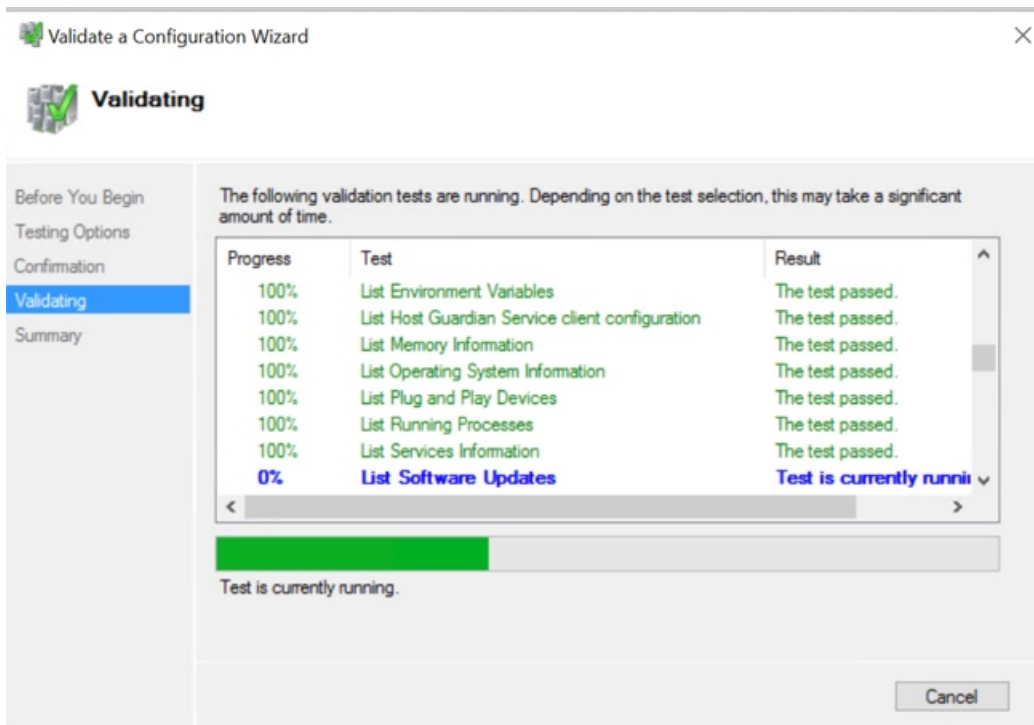 Validate a Configuration Wizard
Validating
Before You Begin
Testing Options
Confirmation
Validating
Summary
The following validation tests are running. Depending on the test selection, this may take a significant
amount of time.
Progress Test Result
100% List Environment Variables The test passed.
100% List Host Guardian Service client configuration The test passed.
100% List Memory Information The test passed.
100% List Operating System Information The test passed.
100% List Plug and Play Devices The test passed.
100% List Running Processes The test passed.
100% List Services Information The test passed.
0% List Software Updates Test is currently runnin
Test is currently running.
Cancel